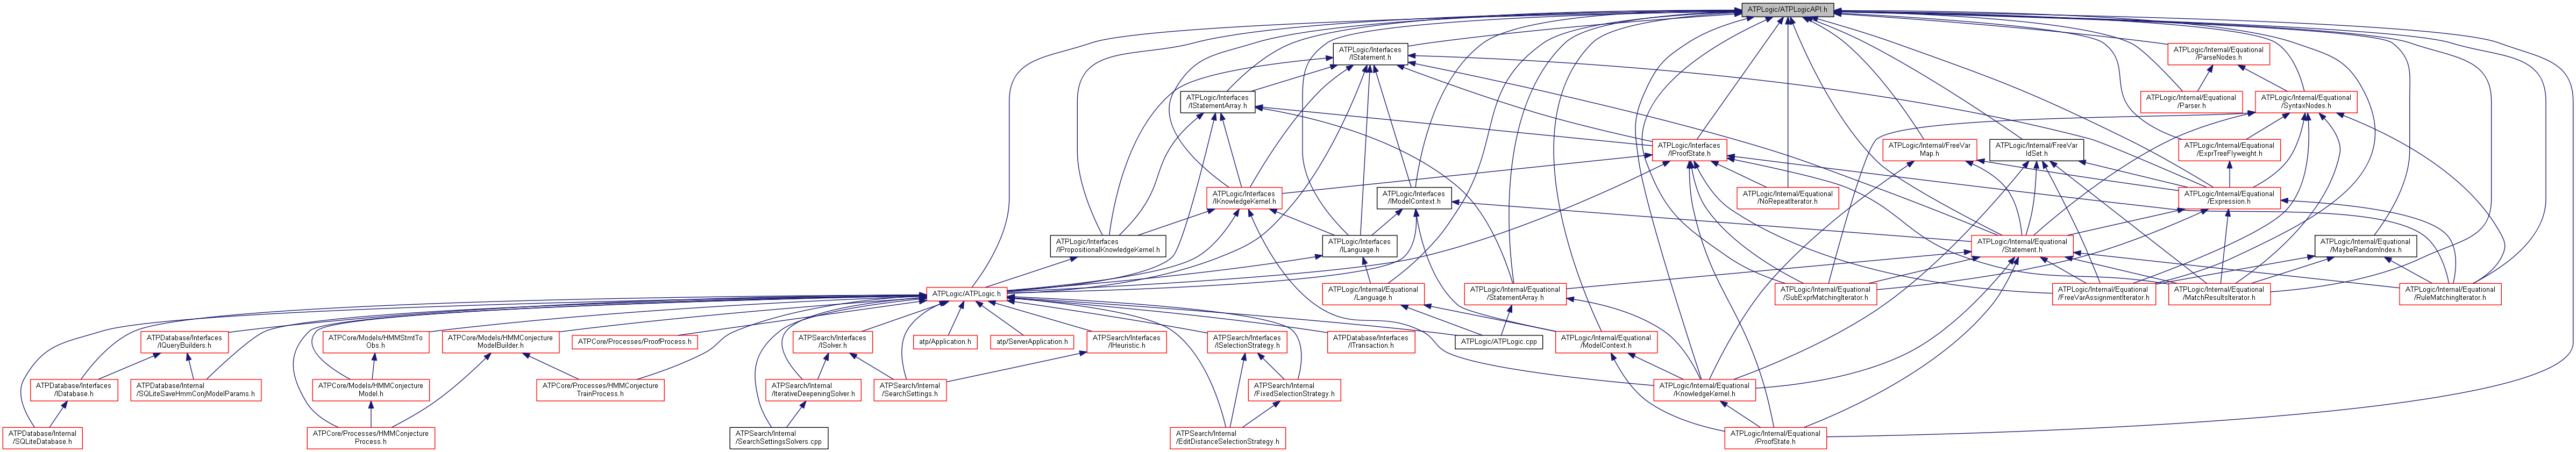 ATPLogic/ATPLogicAPI.h
ATPLogic/Interfaces
/IStatement.h
ATPLogic/Internal/Equational
/ParseNodes.h
ATPLogic/Interfaces
/IStatementArray.h
ATPLogic/Internal/Equational
/Parser.h
ATPLogic/Internal/Equational
/SyntaxNodes.h
ATPLogic/Interfaces
/IProofState.h
ATPLogic/Internal/FreeVar
Map.h
ATPLogic/Internal/FreeVar
IdSet.h
ATPLogic/Internal/Equational
/ExprTreeFlyweight.h
ATPLogic/Interfaces
/IKnowledgeKernel.h
ATPLogic/Interfaces
/IModelContext.h
ATPLogic/Internal/Equational
/NoRepeatIterator.h
ATPLogic/Internal/Equational
/Expression.h
ATPLogic/Interfaces
/IPropositionalKnowledgeKernel.h
ATPLogic/Interfaces
/ILanguage.h
ATPLogic/Internal/Equational
/Statement.h
ATPLogic/Internal/Equational
/MaybeRandomIndex.h
ATPLogic/ATPLogic.h
ATPLogic/Internal/Equational
/Language.h
ATPLogic/Internal/Equational
/StatementArray.h
ATPLogic/Internal/Equational
/SubExprMatchingIterator.h
ATPLogic/Internal/Equational
/FreeVarAssignmentIterator.h
ATPLogic/Internal/Equational
/MatchResultsIterator.h
ATPLogic/Internal/Equational
/RuleMatchingIterator.h
ATPDatabase/Interfaces
/IQueryBuilders.h
ATPCore/Models/HMMStmtTo
Obs.h
ATPCore/Models/HMMConjecture
ModelBuilder.h
ATPCore/Processes/ProofProcess.h
ATPSearch/Interfaces
/ISolver.h
atp/Application.h
atp/ServerApplication.h
ATPSearch/Interfaces
/IHeuristic.h
ATPSearch/Interfaces
/ISelectionStrategy.h
ATPDatabase/Interfaces
/ITransaction.h
ATPLogic/ATPLogic.cpp
ATPLogic/Internal/Equational
/ModelContext.h
ATPDatabase/Interfaces
/IDatabase.h
ATPDatabase/Internal
/SQLiteSaveHmmConjModelParams.h
ATPCore/Models/HMMConjecture
Model.h
ATPCore/Processes/HMMConjecture
TrainProcess.h
ATPSearch/Internal
/IterativeDeepeningSolver.h
ATPSearch/Internal
/SearchSettings.h
ATPSearch/Internal
/FixedSelectionStrategy.h
ATPLogic/Internal/Equational
/KnowledgeKernel.h
ATPDatabase/Internal
/SQLiteDatabase.h
ATPCore/Processes/HMMConjecture
Process.h
ATPSearch/Internal
/SearchSettingsSolvers.cpp
ATPSearch/Internal
/EditDistanceSelectionStrategy.h
ATPLogic/Internal/Equational
/ProofState.h